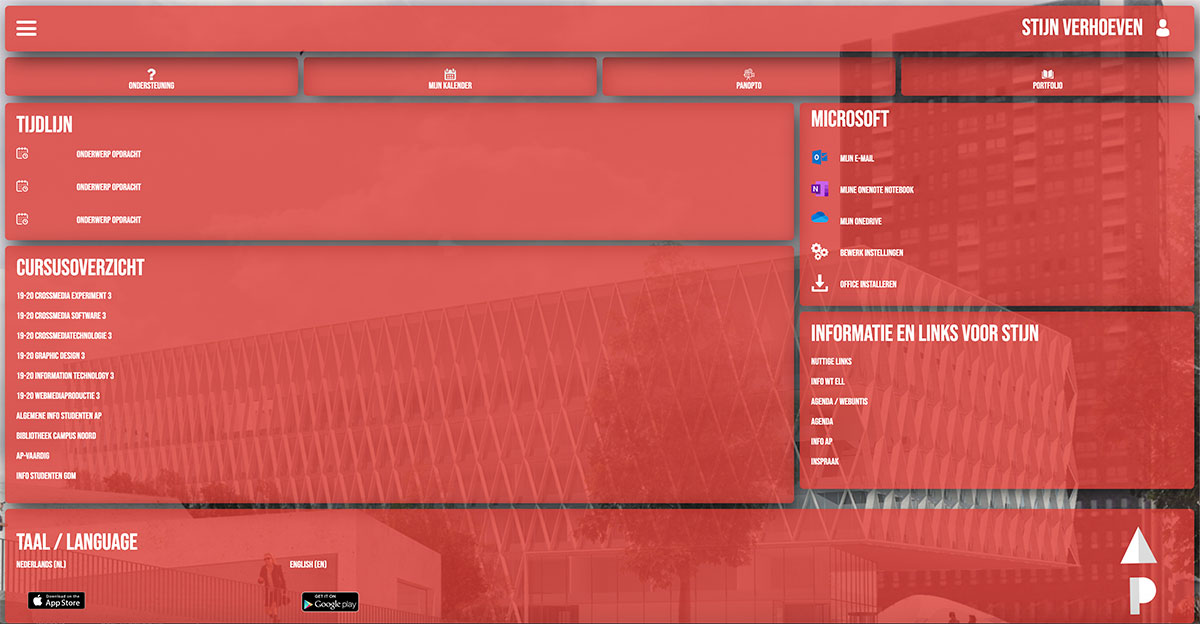 STIJN VERHOEVEN
?
ONDERSTEUNING
MIJN KALENDER
PANOPTO
PORTFOLIO
TIJDLIJN
ONDERWERP OPDRACHT
ONDERWERP OPDRACHT
ONDERWERP OPDRACHT
CURSUSOVERZICHT
19-20 CROSSMEDIA EXPERIMENT 3
19-20 CROSSMEDIA SOFTWARE 3
19-20 CROSSMEDIATECHNOLOGIE 3
19-20 GRAPHIC DESIGN 3
19-20 INFORMATION TECHNOLOGY 3
19-20 WEBMEDIAPRODUCTIE 3
ALGEMENE INFO STUDENTEN AP
BIBLIOTHEEK CAMPUS NOORD
AP-VAARDIG
INFO STUDENTEN GDM
MICROSOFT
O
MIJN E-MAIL
N
MIJNE ONENOTE NOTEBOOK
MIJN ONEDRIVE
BEWERK INSTELLINGEN
OFFICE INSTALLEREN
INFORMATIE EN LINKS VOOR STIJN
NUTTIGE LINKS
INFO WT ELL
AGENDA / WEBUNTIS
AGENDA
INFO AP
INSPRAAK
TAAL / LANGUAGE
NEDERLANDS (NL)
ENGLISH (EN)
Download on the
App Store
GET IT ON
Google play
P